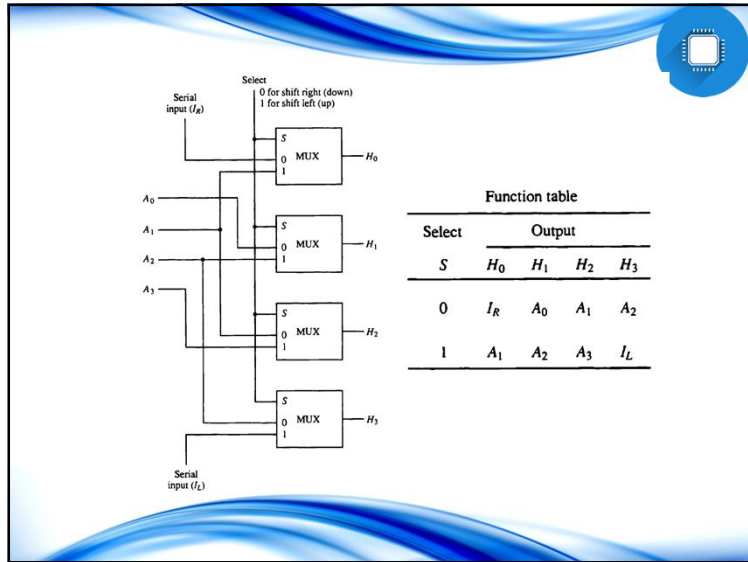 Select
0 for shift right (down)
1 for shift left (up)
Serial
input (I_R)
S
0 MUX
1
H_0
A_0
A_1
A_2
A_3
S
0 MUX
1
H_1
S
0 MUX
1
H_2
S
0 MUX
1
H_3
Serial
input (I_L)
Function table
Select Output
S H_0 H_1 H_2 H_3
0 I_R A_0 A_1 A_2
1 A_1 A_2 A_3 I_L